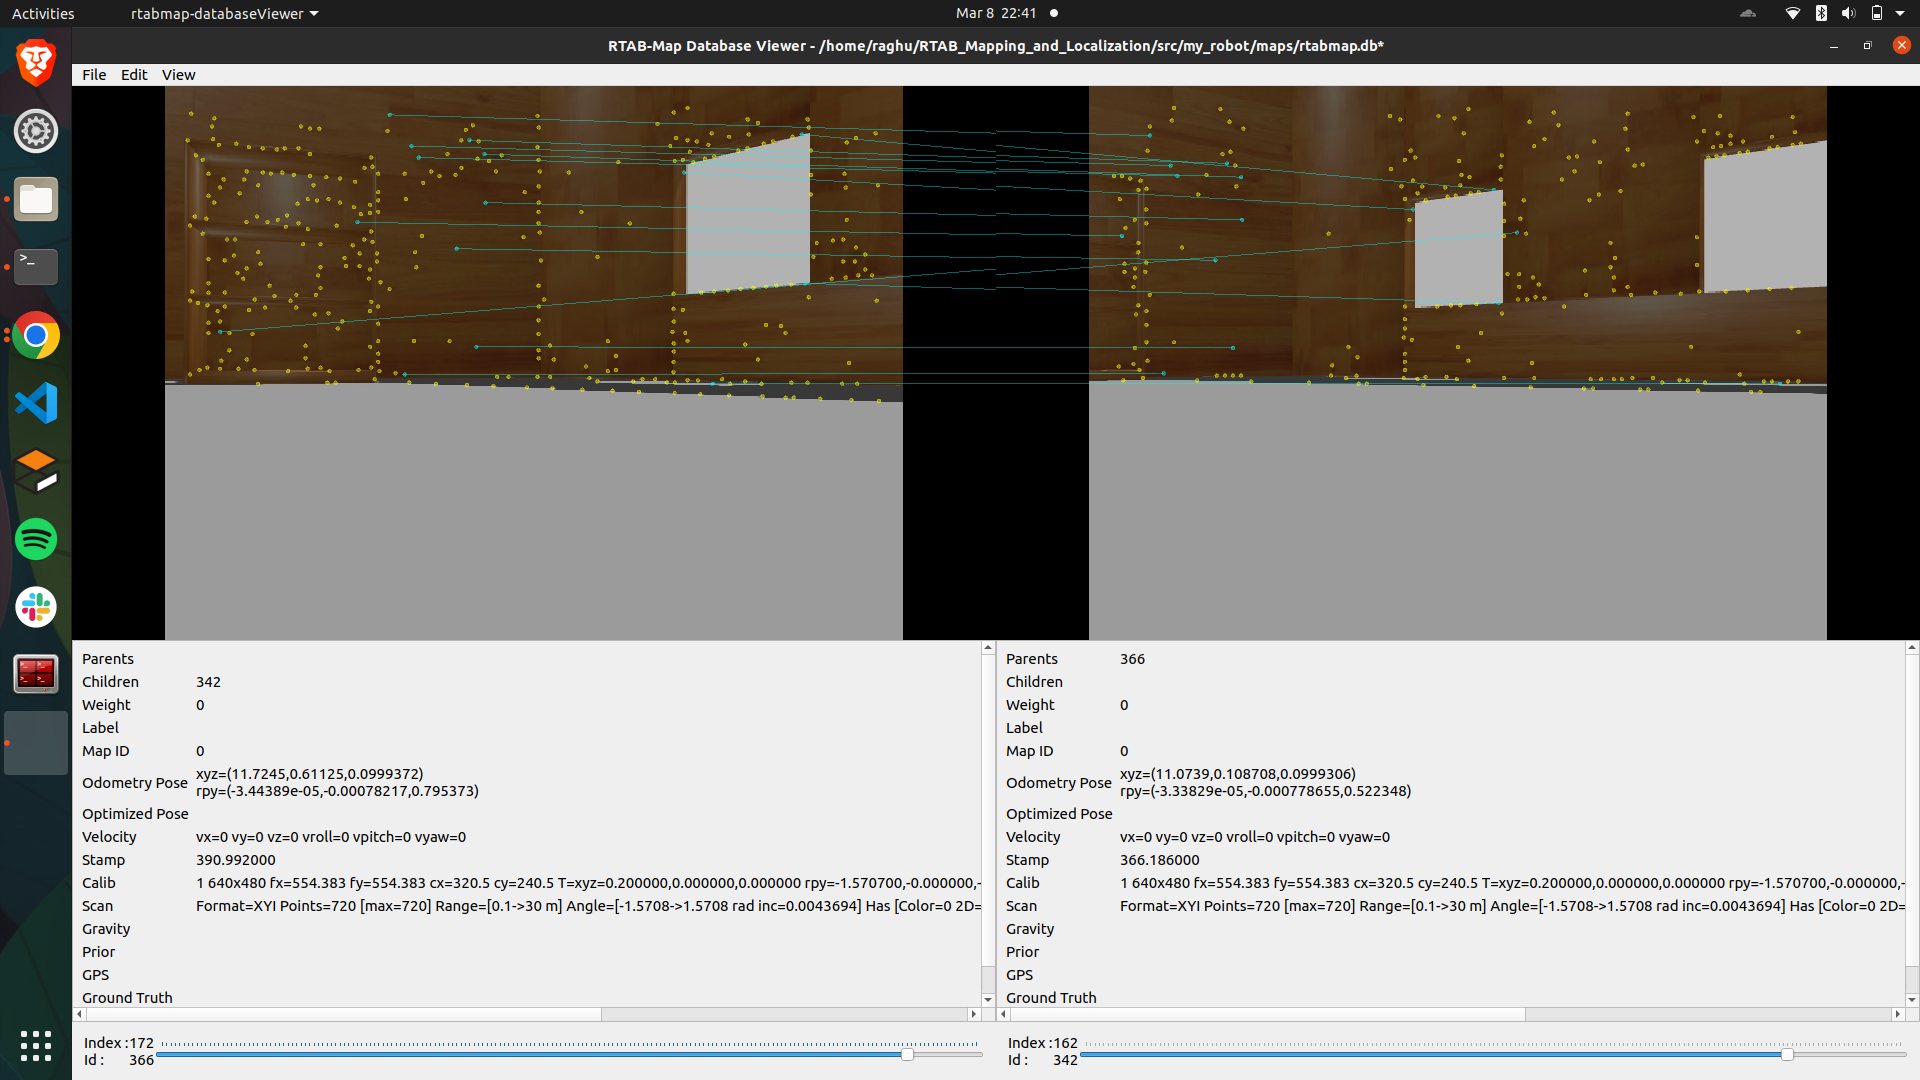 Activities rtabmap-databaseViewer Mar 8 22:41
RTAB-Map Database Viewer - /home/raghu/RTAB_Mapping_and_Localization/src/my_robot/maps/rtabmap.db*
File Edit View
Parents
Children 342
Weight 0
Label
Map ID 0
Odometry Pose xyz=(11.7245,0.61125,0.0999372)
rpy=(-3.44389e-05,-0.00078217,0.795373)
Optimized Pose
Velocity vx=0 vy=0 vz=0 vroll=0 vpitch=0 vyaw=0
Stamp 390.992000
Calib 1 640x480 fx=554.383 fy=554.383 cx=320.5 cy=240.5 T=xyz=0.200000,0.000000,0.000000 rpy=-1.570700,-0.000000,-
Scan Format=XYI Points=720 [max=720] Range=[0.1->30 m] Angle=[-1.5708->1.5708 rad inc=0.0043694] Has [Color=0 2D=
Gravity
Prior
GPS
Ground Truth
Index :172
Id : 366
Parents 366
Children
Weight 0
Label
Map ID 0
Odometry Pose xyz=(11.0739,0.108708,0.0999306)
rpy=(-3.33829e-05,-0.000778655,0.522348)
Optimized Pose
Velocity vx=0 vy=0 vz=0 vroll=0 vpitch=0 vyaw=0
Stamp 366.186000
Calib 1 640x480 fx=554.383 fy=554.383 cx=320.5 cy=240.5 T=xyz=0.200000,0.000000,0.000000 rpy=-1.570700,-0.000000,-
Scan Format=XYI Points=720 [max=720] Range=[0.1->30 m] Angle=[-1.5708->1.5708 rad inc=0.0043694] Has [Color=0 2D=
Gravity
Prior
GPS
Ground Truth
Index :162
Id : 342